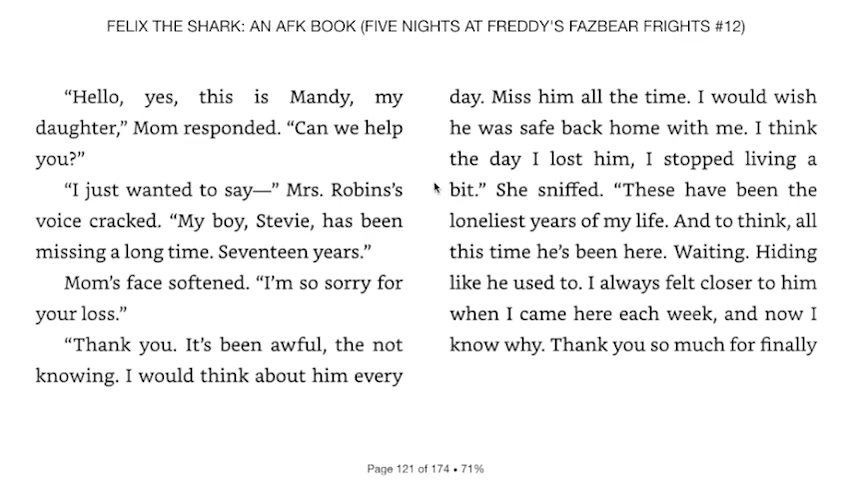 FELIX THE SHARK: AN AFK BOOK (FIVE NIGHTS AT FREDDY'S FAZBEAR FRIGHTS #12)
“Hello, yes, this is Mandy, my
daughter,” Mom responded. “Can we help
you?”
“I just wanted to say—” Mrs. Robins’s
voice cracked. “My boy, Stevie, has been
missing a long time. Seventeen years.”
Mom’s face softened. “I’m so sorry for
your loss.”
“Thank you. It’s been awful, the not
knowing. I would think about him every
day. Miss him all the time. I would wish
he was safe back home with me. I think
the day I lost him, I stopped living a
bit.” She sniffed. “These have been the
loneliest years of my life. And to think, all
this time he’s been here. Waiting. Hiding
like he used to. I always felt closer to him
when I came here each week, and now I
know why. Thank you so much for finally
Page 121 of 174 • 71%